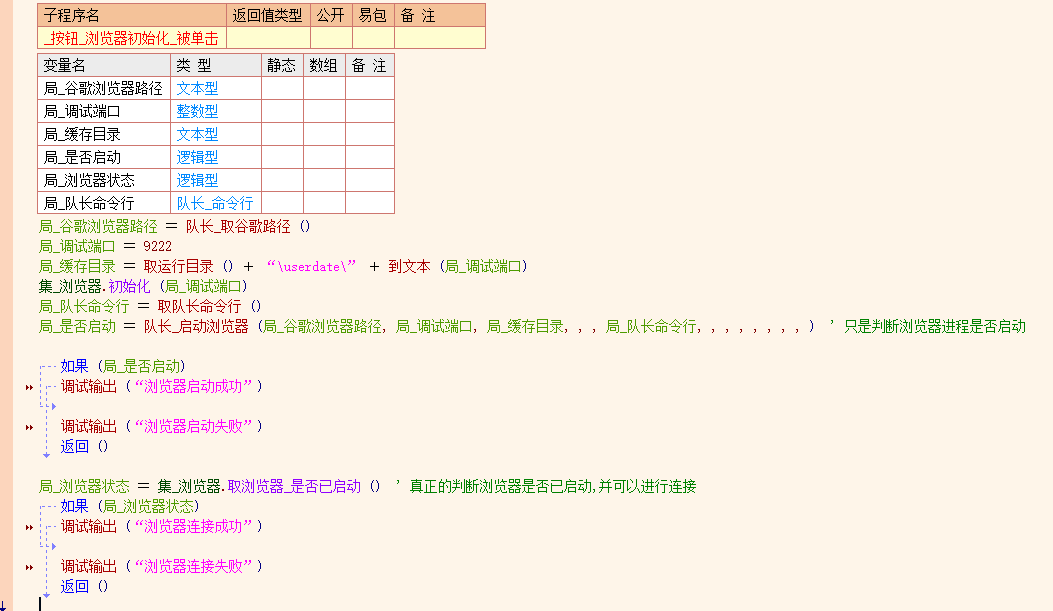 子程序名 返回值类型 公开 易包 备 注
_按钮_浏览器初始化_被单击
变量名 类 型 静态 数组 备 注
局_谷歌浏览器路径 文本型
局_调试端口 整数型
局_缓存目录 文本型
局_是否启动 逻辑型
局_浏览器状态 逻辑型
局_队长命令行 队长_命令行
局_谷歌浏览器路径 ＝ 队长_取谷歌路径 ()
局_调试端口 ＝ 9222
局_缓存目录 ＝ 取运行目录 () ＋ “\userdate\” ＋ 到文本 (局_调试端口)
集_浏览器.初始化 (局_调试端口)
局_队长命令行 ＝ 取队长命令行 ()
局_是否启动 ＝ 队长_启动浏览器 (局_谷歌浏览器路径, 局_调试端口, 局_缓存目录, , , 局_队长命令行, , , , , , , , ) ' 只是判断浏览器进程是否启动
如果 (局_是否启动)
调试输出 (“浏览器启动成功”)
调试输出 (“浏览器启动失败”)
返回 ()
局_浏览器状态 ＝ 集_浏览器.取浏览器_是否已启动 () ' 真正的判断浏览器是否已启动,并可以进行连接
如果 (局_浏览器状态)
调试输出 (“浏览器连接成功”)
调试输出 (“浏览器连接失败”)
返回 ()